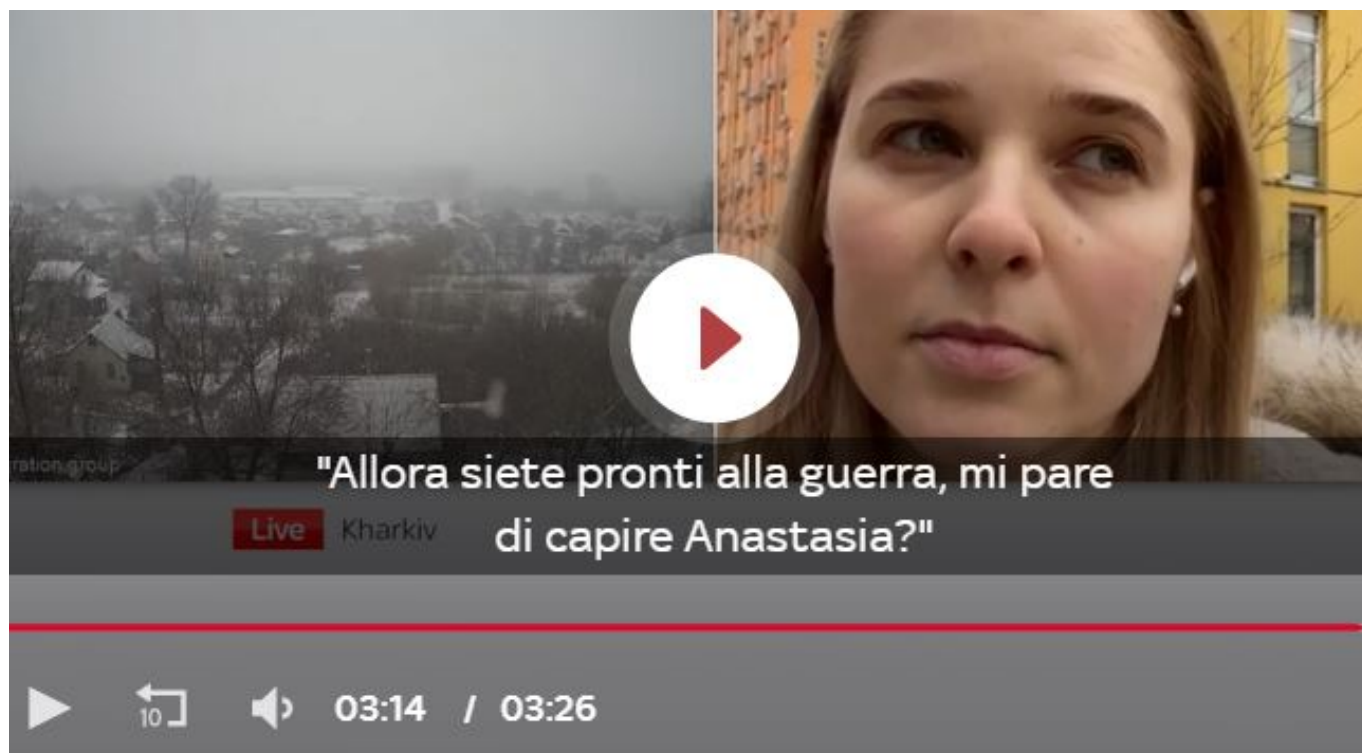 ration.group
"Allora siete pronti alla guerra, mi pare
di capire Anastasia?"
Live Kharkiv
10
03:14 / 03:26